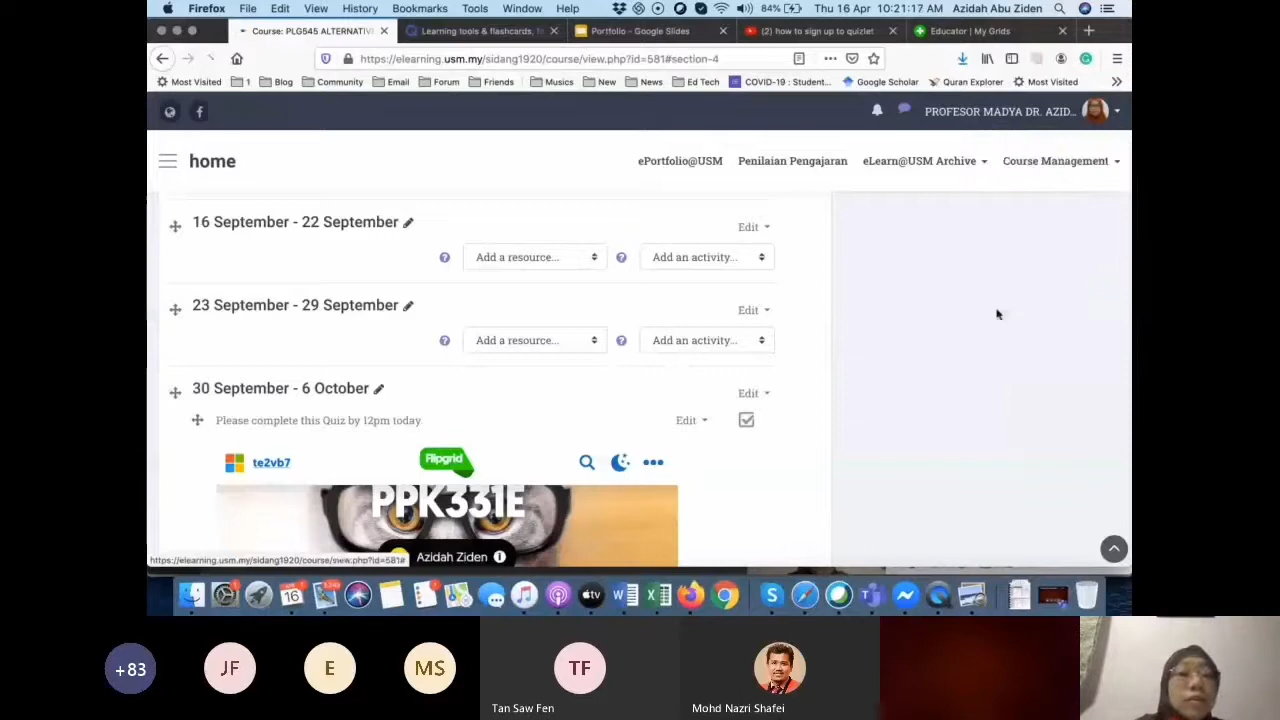 Firefox File Edit View History Bookmarks Tools Window Help 84% Thu 16 Apr 10:21:17 AM Azidah Abu Ziden
Course: PLG545 ALTERNATIV Learning tools & flashcards, f Portfolio - Google Slides (2) how to sign up to quizlet Educator | My Grids
https://elearning.usm.my/sidang1920/course/view.php?id=581#section-4
Most Visited 1 Blog Community Email Forum Friends Musics New News Ed Tech COVID-19 : Student... Google Scholar Quran Explorer Most Visited
PROFESOR MADYA DR. AZID...
home ePortfolio@USM Penilaian Pengajaran eLearn@USM Archive Course Management
16 September - 22 September Edit
Add a resource... Add an activity...
23 September - 29 September Edit
Add a resource... Add an activity...
30 September - 6 October Edit
Please complete this Quiz by 12pm today Edit
te2vb7 Flipgrid
PPK331E
Azidah Ziden
https://elearning.usm.my/sidang1920/course/view.php?id=581#
16
+83 JF E MS TF
Tan Saw Fen Mohd Nazri Shafei